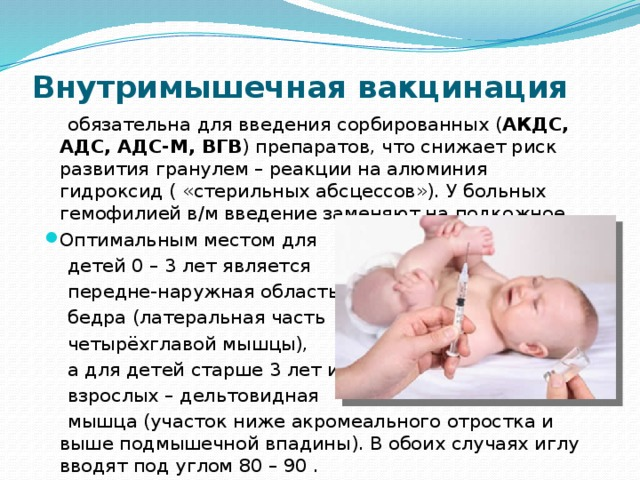 Внутримышечная вакцинация
обязательна для введения сорбированных (АКДС,
АДС, АДС-М, ВГВ) препаратов, что снижает риск
развития гранулем – реакции на алюминия
гидроксид ( «стерильных абсцессов»). У больных
гемофилией в/м введение заменяют на подкожное
Оптимальным местом для
детей 0 – 3 лет является
передне-наружная область
бедра (латеральная часть
четырёхглавой мышцы),
а для детей старше 3 лет и
взрослых – дельтовидная
мышца (участок ниже акромеального отростка и
выше подмышечной впадины). В обоих случаях иглу
вводят под углом 80 – 90 .